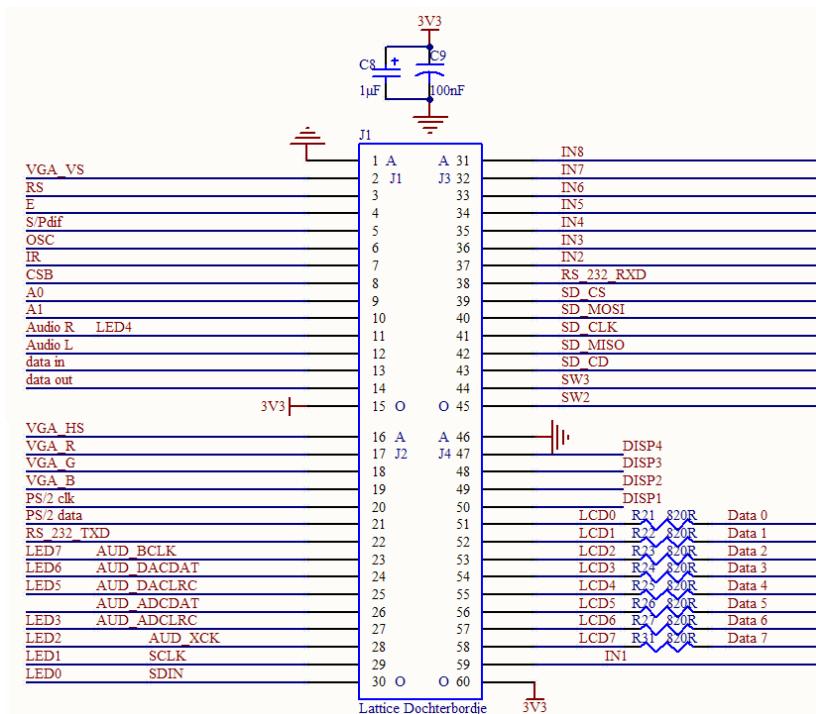 3V3
C8 C9
1µF 100nF
J1
1 A A 31 IN8
VGA_VS 2 J1 J3 32 IN7
RS 3 33 IN6
E 4 34 IN5
S/Pdif 5 35 IN4
OSC 6 36 IN3
IR 7 37 IN2
CSB 8 38 RS_232_RXD
A0 9 39 SD_CS
A1 10 40 SD_MOSI
Audio R LED4 11 41 SD_CLK
Audio L 12 42 SD_MISO
data in 13 43 SD_CD
data out 14 44 SW3
3V3 15 O O 45 SW2
VGA_HS 16 A A 46
VGA_R 17 J2 J4 47 DISP4
VGA_G 18 48 DISP3
VGA_B 19 49 DISP2
PS/2 clk 20 50 DISP1
PS/2 data 21 51 LCD0 R21 820R Data 0
RS_232_TXD 22 52 LCD1 R22 820R Data 1
LED7 AUD_BCLK 23 53 LCD2 R23 820R Data 2
LED6 AUD_DACDAT 24 54 LCD3 R24 820R Data 3
LED5 AUD_DACLRC 25 55 LCD4 R25 820R Data 4
AUD_ADCDAT 26 56 LCD5 R26 820R Data 5
LED3 AUD_ADCLRC 27 57 LCD6 R27 820R Data 6
LED2 AUD_XCK 28 58 LCD7 R31 820R Data 7
LED1 SCLK 29 59 IN1
LED0 SDIN 30 O O 60
Lattice Dochterbordje 3V3